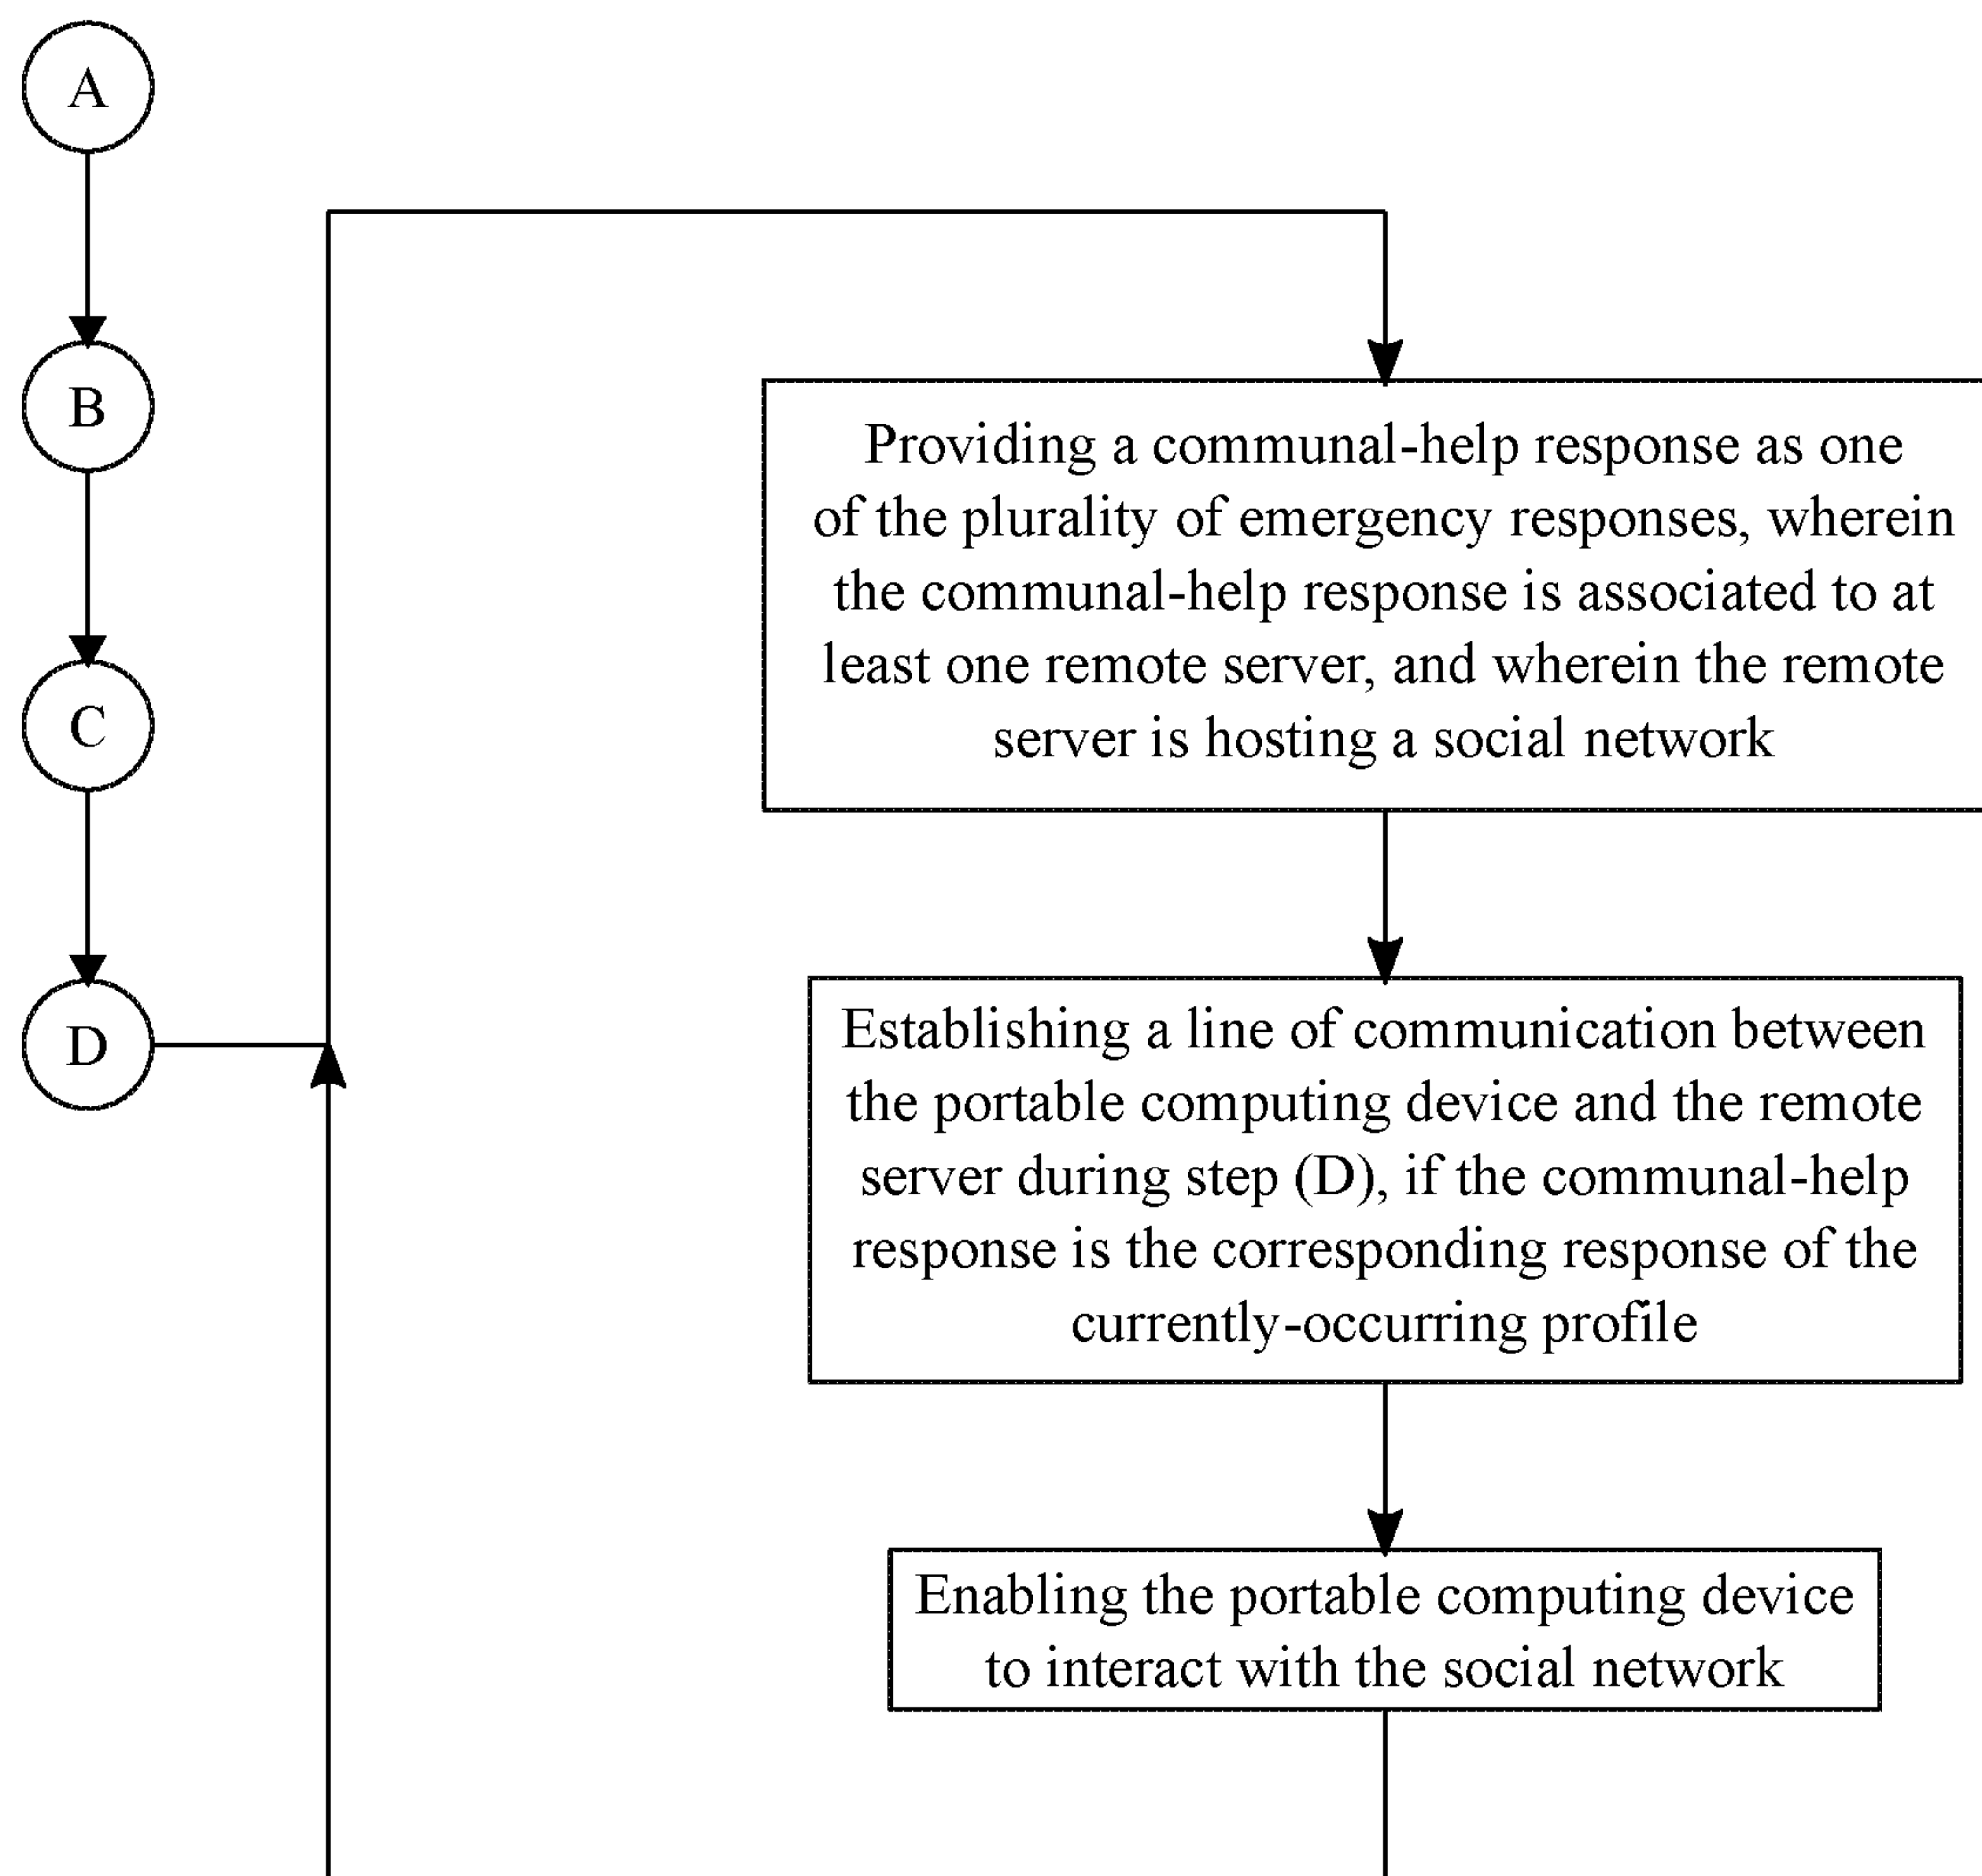 A
B
C
D
Providing a communal-help response as one
of the plurality of emergency responses, wherein
the communal-help response is associated to at
least one remote server, and wherein the remote
server is hosting a social network
Establishing a line of communication between
the portable computing device and the remote
server during step (D), if the communal-help
response is the corresponding response of the
currently-occurring profile
Enabling the portable computing device
to interact with the social network